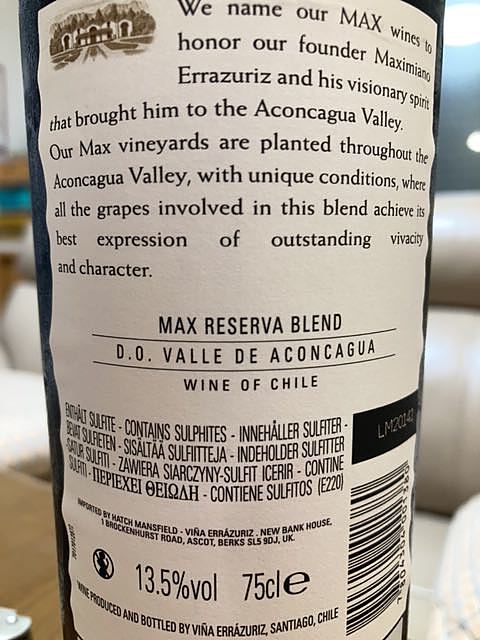 We name our MAX wines to
honor our founder Maximiano
Errazuriz and his visionary spirit
that brought him to the Aconcagua Valley.
Our Max vineyards are planted throughout the
Aconcagua Valley, with unique conditions, where
all the grapes involved in this blend achieve its
best expression of outstanding vivacity
and character.
MAX RESERVA BLEND
D.O. VALLE DE ACONCAGUA
WINE OF CHILE
ENTHÄLT SULFITE - CONTAINS SULPHITES - INNEHÅLLER SULFITER -
BEVAT SULFIETEN - SISÄLTÄÄ SULFIITTEJA - INDEHOLDER SULFITTER
SATUR SULFITI - ZAWIERA SIARCZYNY-SULFIT ICERIR - CONTINE
SULFITI - ΠΕΡΙΕΧΕΙ ΘΕΙΩΔΗ - CONTIENE SULFITOS (E220)
IMPORTED BY HATCH MANSFIELD - VIÑA ERRÁZURIZ . NEW BANK HOUSE,
1 BROCKENHURST ROAD, ASCOT, BERKS SL5 9DJ, UK.
13.5%vol 75cl e
WINE PRODUCED AND BOTTLED BY VIÑA ERRÁZURIZ, SANTIAGO, CHILE